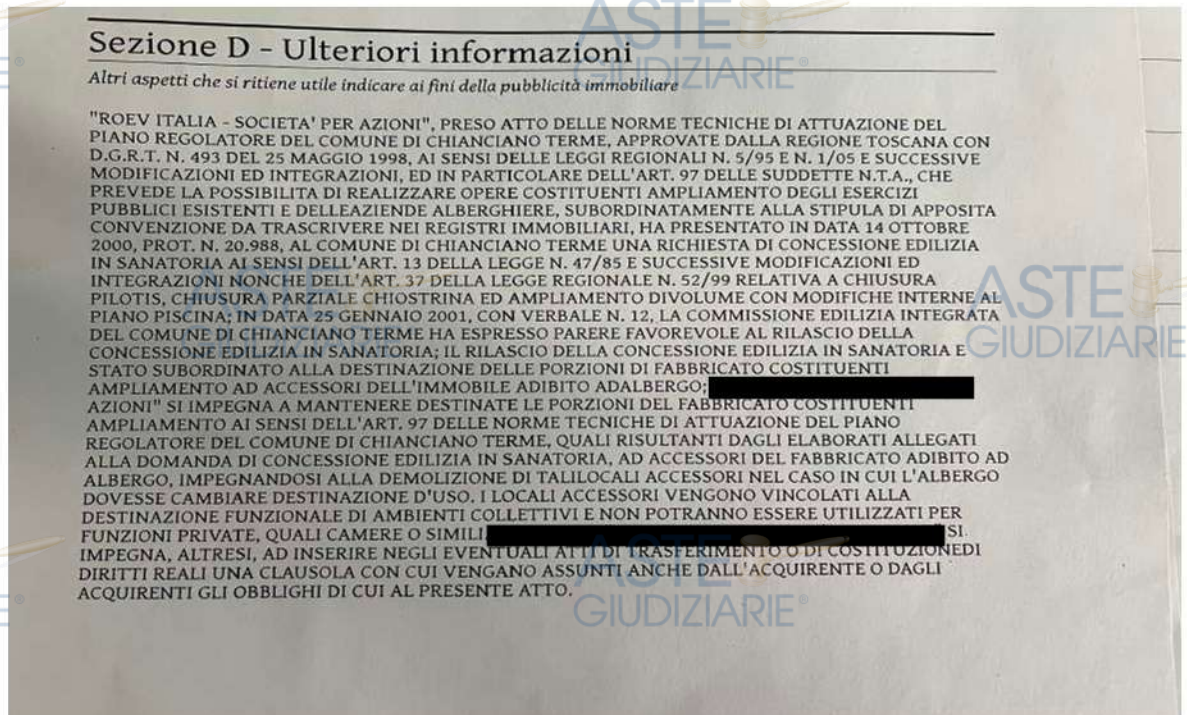 Sezione D - Ulteriori informazioni
Altri aspetti che si ritiene utile indicare ai fini della pubblicità immobiliare
"ROEV ITALIA - SOCIETA' PER AZIONI", PRESO ATTO DELLE NORME TECNICHE DI ATTUAZIONE DEL
PIANO REGOLATORE DEL COMUNE DI CHIANCIANO TERME, APPROVATE DALLA REGIONE TOSCANA CON
D.G.R.T. N. 493 DEL 25 MAGGIO 1998, AI SENSI DELLE LEGGI REGIONALI N. 5/95 E N. 1/05 E SUCCESSIVE
MODIFICAZIONI ED INTEGRAZIONI, ED IN PARTICOLARE DELL'ART. 97 DELLE SUDDETTE N.T.A., CHE
PREVEDE LA POSSIBILITA DI REALIZZARE OPERE COSTITUENTI AMPLIAMENTO DEGLI ESERCIZI
PUBBLICI ESISTENTI E DELLEAZIENDE ALBERGHIERE, SUBORDINATAMENTE ALLA STIPULA DI APPOSITA
CONVENZIONE DA TRASCRIVERE NEI REGISTRI IMMOBILIARI, HA PRESENTATO IN DATA 14 OTTOBRE
2000, PROT. N. 20.988, AL COMUNE DI CHIANCIANO TERME UNA RICHIESTA DI CONCESSIONE EDILIZIA
IN SANATORIA AI SENSI DELL'ART. 13 DELLA LEGGE N. 47/85 E SUCCESSIVE MODIFICAZIONI ED
INTEGRAZIONI NONCHE DELL'ART. 37 DELLA LEGGE REGIONALE N. 52/99 RELATIVA A CHIUSURA
PILOTIS, CHIUSURA PARZIALE CHIOSTRINA ED AMPLIAMENTO DIVOLUME CON MODIFICHE INTERNE AL
PIANO PISCINA; IN DATA 25 GENNAIO 2001, CON VERBALE N. 12, LA COMMISSIONE EDILIZIA INTEGRATA
DEL COMUNE DI CHIANCIANO TERME HA ESPRESSO PARERE FAVOREVOLE AL RILASCIO DELLA
CONCESSIONE EDILIZIA IN SANATORIA; IL RILASCIO DELLA CONCESSIONE EDILIZIA IN SANATORIA E
STATO SUBORDINATO ALLA DESTINAZIONE DELLE PORZIONI DI FABBRICATO COSTITUENTI
AMPLIAMENTO AD ACCESSORI DELL'IMMOBILE ADIBITO ADALBERGO;
AZIONI" SI IMPEGNA A MANTENERE DESTINATE LE PORZIONI DEL FABBRICATO COSTITUENTI
AMPLIAMENTO AI SENSI DELL'ART. 97 DELLE NORME TECNICHE DI ATTUAZIONE DEL PIANO
REGOLATORE DEL COMUNE DI CHIANCIANO TERME, QUALI RISULTANTI DAGLI ELABORATI ALLEGATI
ALLA DOMANDA DI CONCESSIONE EDILIZIA IN SANATORIA, AD ACCESSORI DEL FABBRICATO ADIBITO AD
ALBERGO, IMPEGNANDOSI ALLA DEMOLIZIONE DI TALILOCALI ACCESSORI NEL CASO IN CUI L'ALBERGO
DOVESSE CAMBIARE DESTINAZIONE D'USO. I LOCALI ACCESSORI VENGONO VINCOLATI ALLA
DESTINAZIONE FUNZIONALE DI AMBIENTI COLLETTIVI E NON POTRANNO ESSERE UTILIZZATI PER
FUNZIONI PRIVATE, QUALI CAMERE O SIMILI. SI
IMPEGNA, ALTRESI, AD INSERIRE NEGLI EVENTUALI ATTI DI TRASFERIMENTO O DI COSTITUZIONEDI
DIRITTI REALI UNA CLAUSOLA CON CUI VENGANO ASSUNTI ANCHE DALL'ACQUIRENTE O DAGLI
ACQUIRENTI GLI OBBLIGHI DI CUI AL PRESENTE ATTO.
ASTE GIUDIZIARIE®
ASTE GIUDIZIARIE®
ASTE GIUDIZIARIE®
ASTE GIUDIZIARIE®